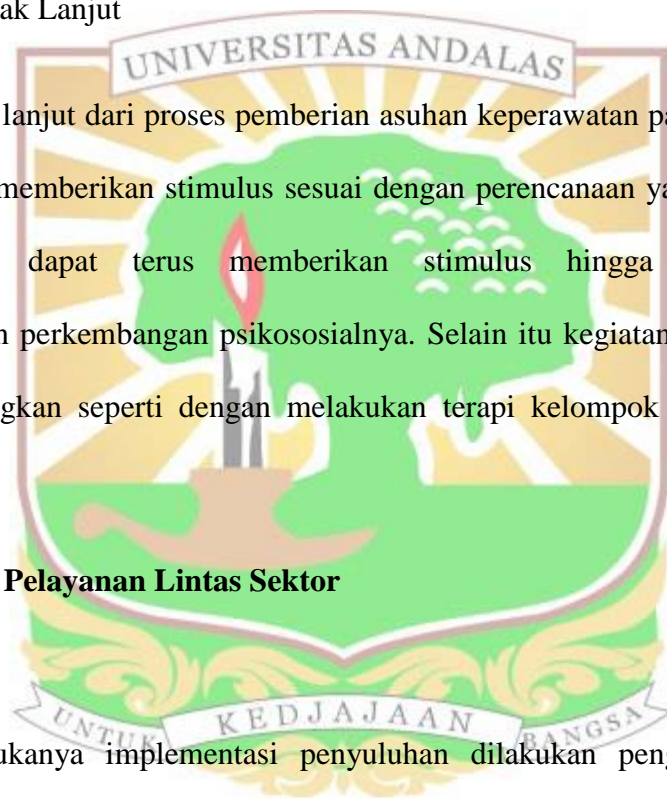 ak Lanjut
UNIVERSITAS ANDALAS
lanjut dari proses pemberian asuhan keperawatan pa
memberikan stimulus sesuai dengan perencanaan ya
dapat terus memberikan stimulus hingga
n perkembangan psikososialnya. Selain itu kegiatan
gkan seperti dengan melakukan terapi kelompok
Pelayanan Lintas Sektor
UNTUK KEDJAJAAN BANGSA
ukanya implementasi penyuluhan dilakukan peng